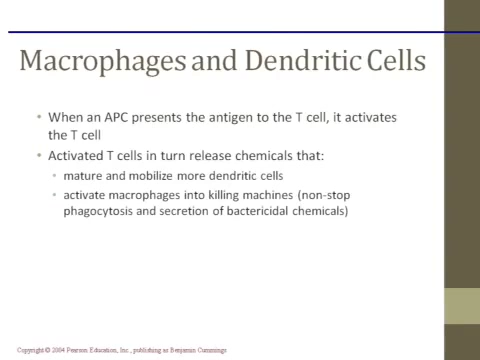 Macrophages and Dendritic Cells
• When an APC presents the antigen to the T cell, it activates
the T cell
• Activated T cells in turn release chemicals that:
• mature and mobilize more dendritic cells
• activate macrophages into killing machines (non-stop
phagocytosis and secretion of bactericidal chemicals)
Copyright © 2004 Pearson Education, Inc., publishing as Benjamin Cummings